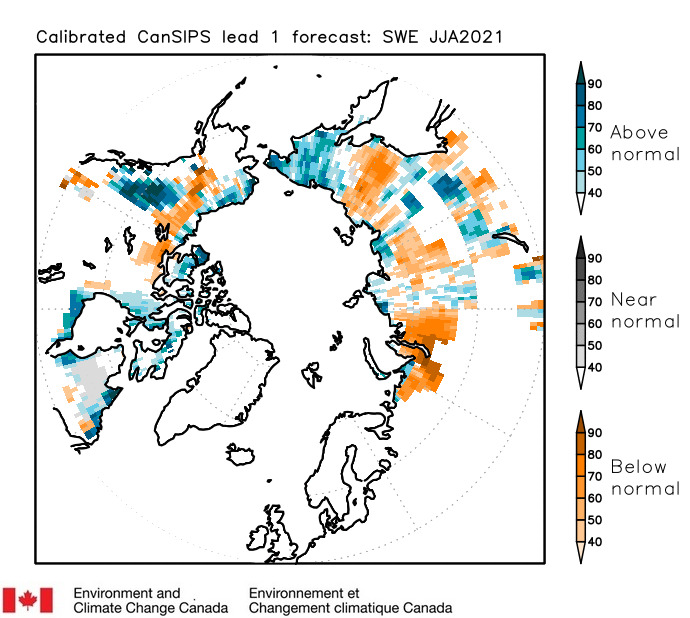 Calibrated CanSIPS lead 1 forecast: SWE JJA2021
90
80
70
60
50
40
Above
normal
90
80
70
60
50
40
Near
normal
90
80
70
60
50
40
Below
normal
Environment and
Climate Change Canada
Environnement et
Changement climatique Canada